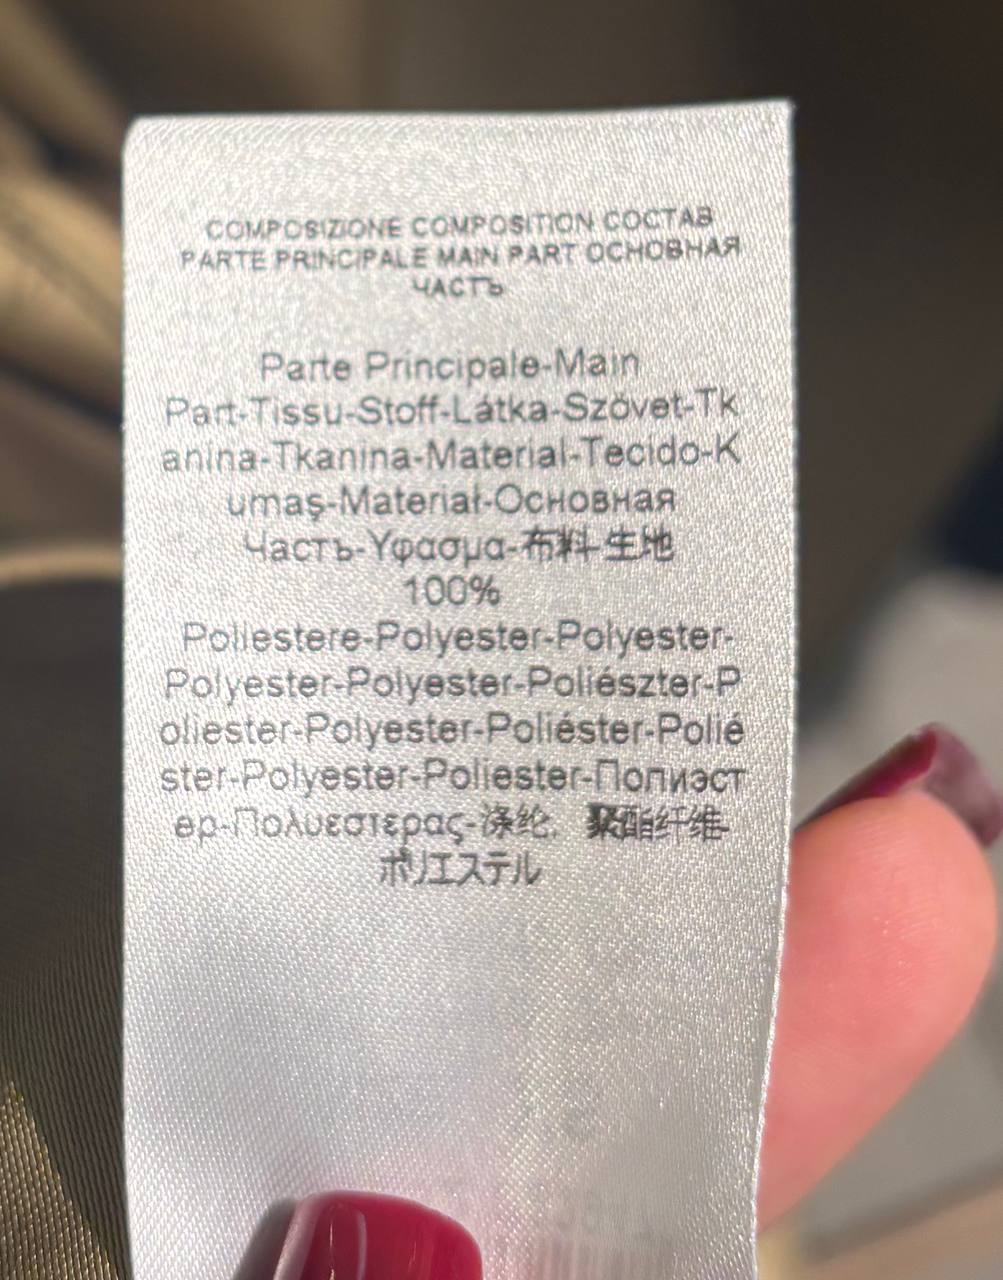 COMPOSIZIONE COMPOSITION СОСТАВ
PARTE PRINCIPALE MAIN PART ОСНОВНАЯ
ЧАСТЬ
Parte Principale-Main
Part-Tissu-Stoff-Látka-Szövet-Tk
anina-Tkanina-Material-Tecido-K
umaş-Materiał-Основная
Часть-Υφασμα-布料-生地
100%
Poliestere-Polyester-Polyester-
Polyester-Polyester-Poliészter-P
oliester-Polyester-Poliéster-Polié
ster-Polyester-Poliester-Полиэст
ер-Πολυεστερας-涤纶, 聚酯纤维-
ポリエステル